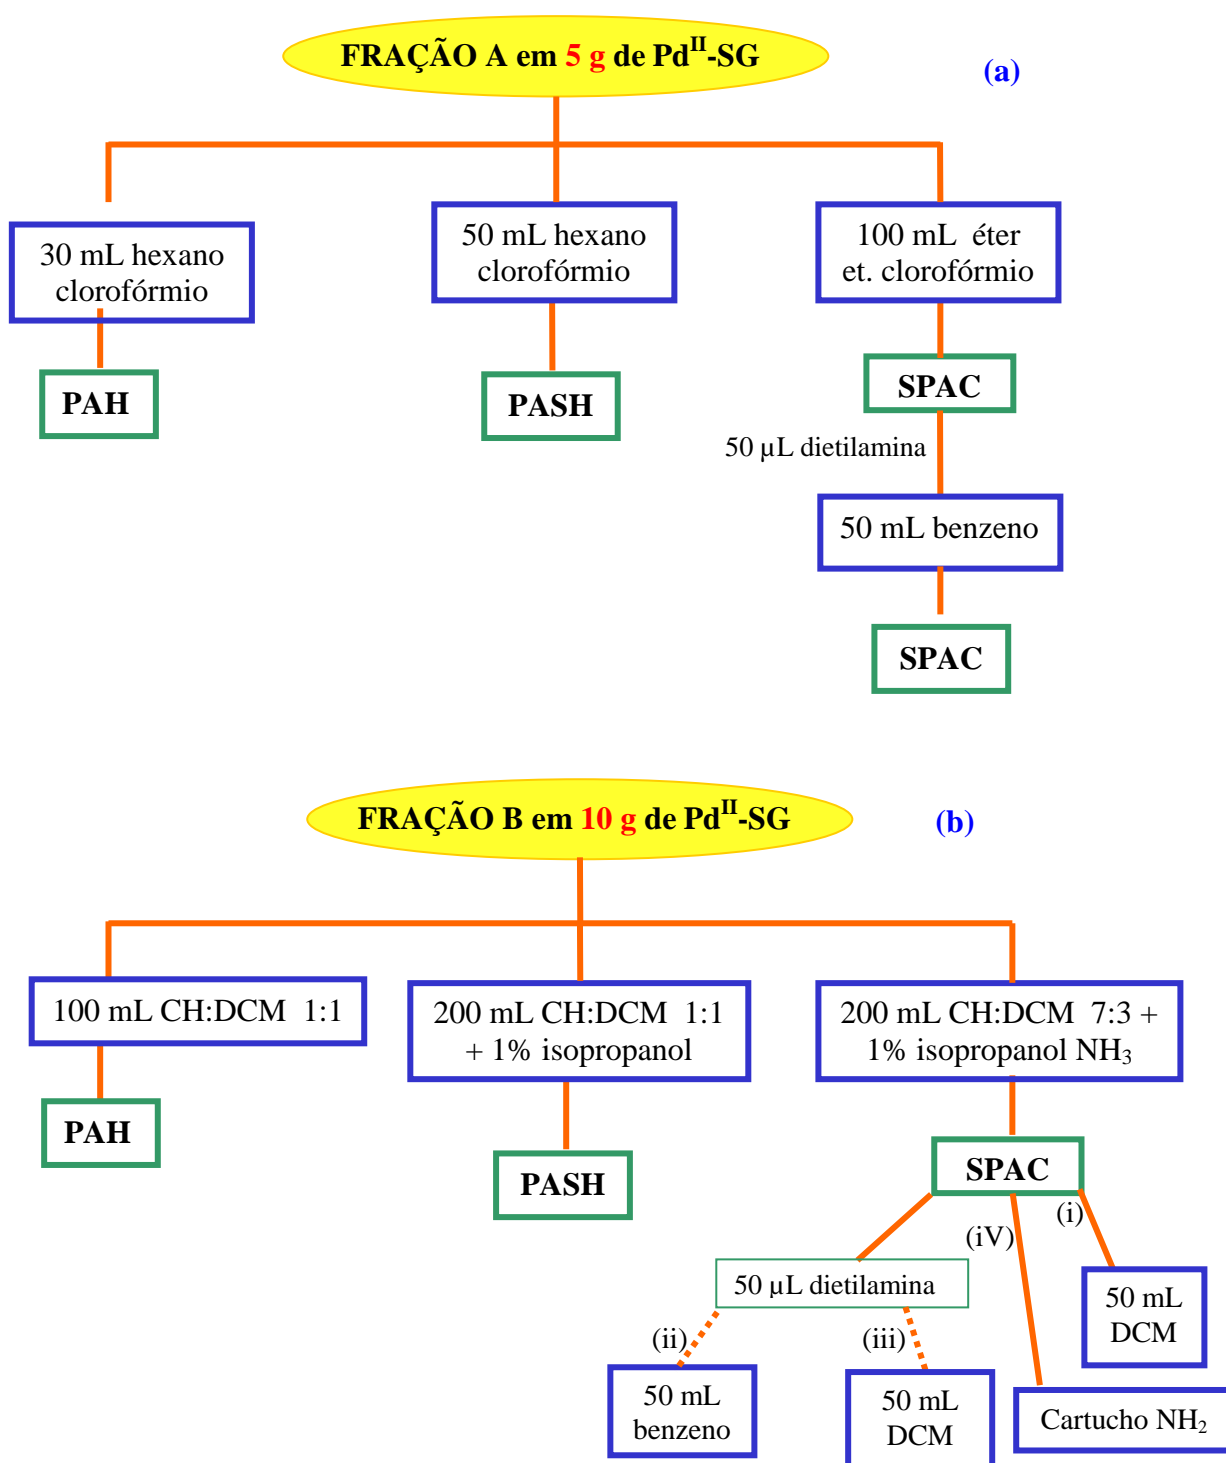 FRAÇÃO A em 5 g de Pd^II-SG
(a)
30 mL hexano
clorofórmio
50 mL hexano
clorofórmio
100 mL éter
et. clorofórmio
PAH
PASH
SPAC
50 µL dietilamina
50 mL benzeno
SPAC
FRAÇÃO B em 10 g de Pd^II-SG
(b)
100 mL CH:DCM 1:1
200 mL CH:DCM 1:1
+ 1% isopropanol
200 mL CH:DCM 7:3 +
1% isopropanol NH₃
PAH
PASH
SPAC
(i)
(iV)
50 µL dietilamina
50 mL
DCM
(ii)
(iii)
50 mL
benzeno
50 mL
DCM
Cartucho NH₂